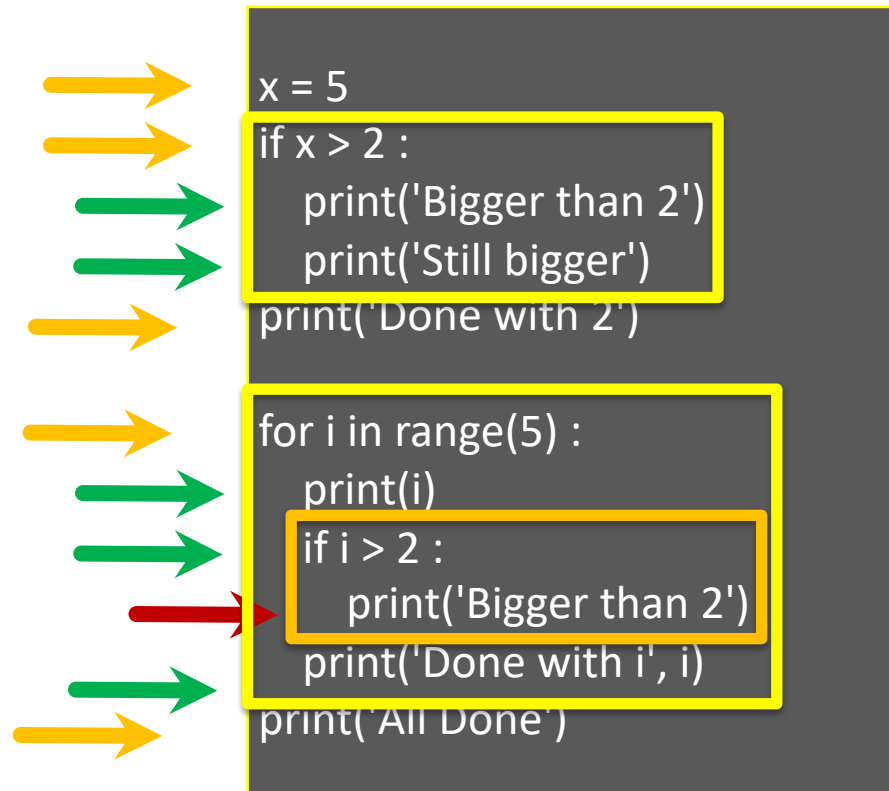 x = 5
if x > 2 :
print('Bigger than 2')
print('Still bigger')
print('Done with 2')
for i in range(5) :
print(i)
if i > 2 :
print('Bigger than 2')
print('Done with i', i)
print('All Done')